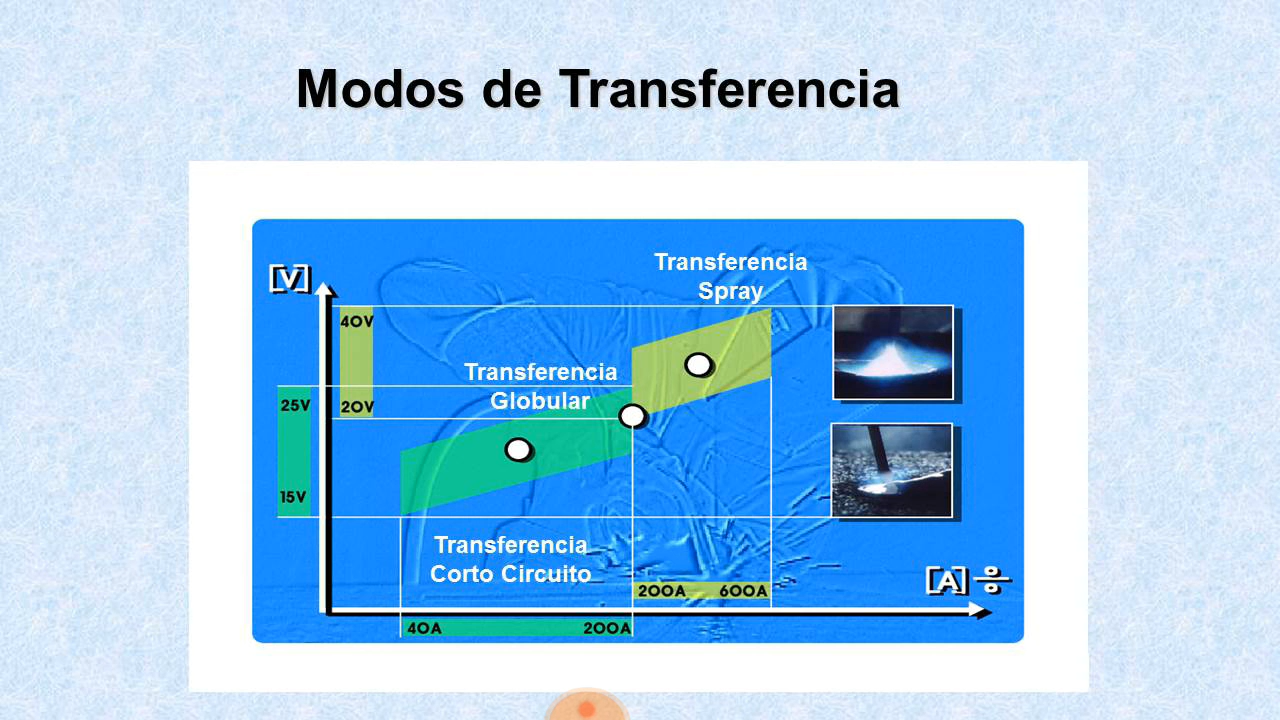 Modos de Transferencia
[V]
Transferencia
Spray
40V
Transferencia
Globular
25V
20V
15V
Transferencia
Corto Circuito
[A]
200A 600A
40A 200A